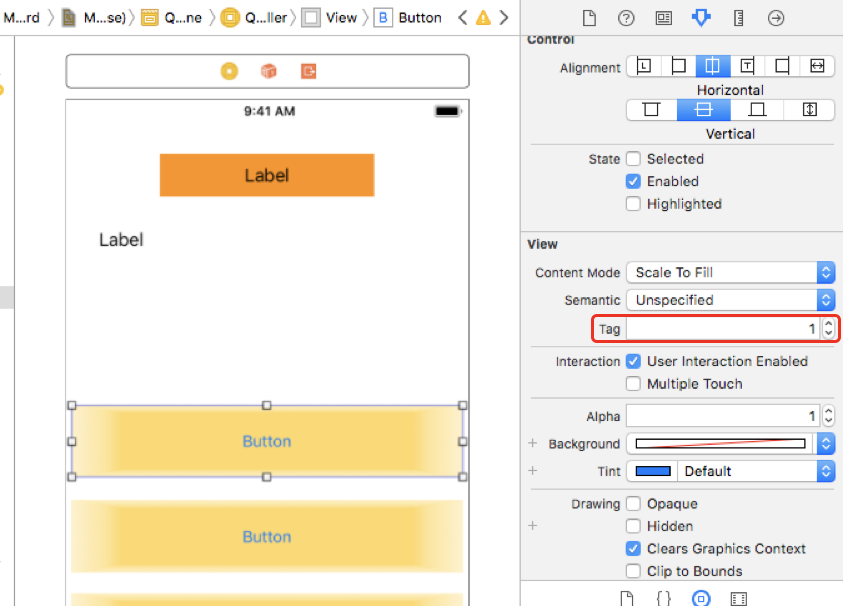 M...rd
M...se)
Q...ne
Q...ller
View
B
Button
9:41 AM
Label
Label
Button
Button
Control
Alignment
L
T
Horizontal
Vertical
State
Selected
Enabled
Highlighted
View
Content Mode
Scale To Fill
Semantic
Unspecified
Tag
1
Interaction
User Interaction Enabled
Multiple Touch
Alpha
1
+ Background
+ Tint
Default
Drawing
Opaque
+
Hidden
Clears Graphics Context
Clip to Bounds
{ }